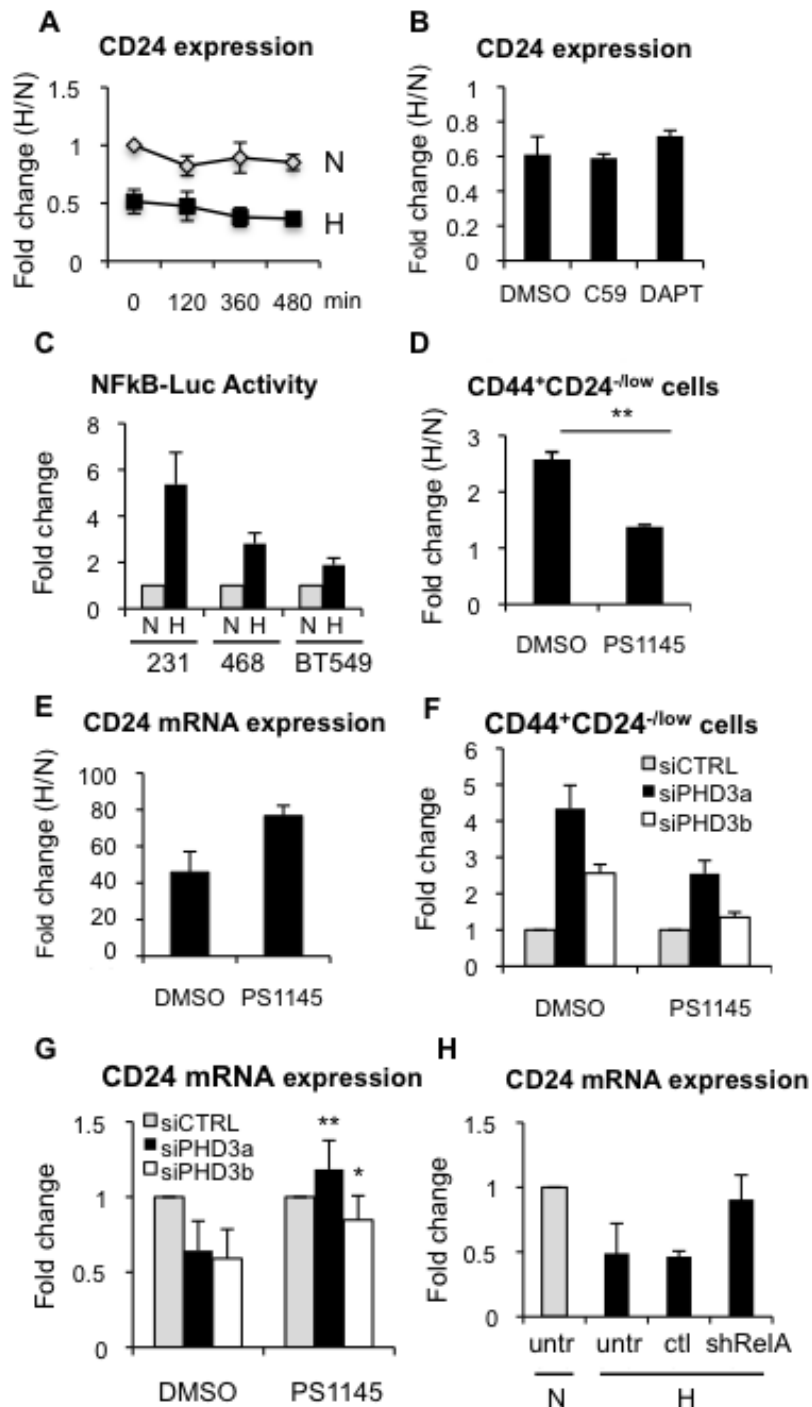 A
CD24 expression
Fold change (H/N)
1.5
1
0.5
0
N
H
0 120 360 480 min
B
CD24 expression
Fold change (H/N)
1
0.8
0.6
0.4
0.2
0
DMSO C59 DAPT
C
NFkB-Luc Activity
Fold change
8
6
4
2
0
N H N H N H
231 468 BT549
D
CD44+CD24-/low cells
**
Fold change (H/N)
3
2
1
0
DMSO PS1145
E
CD24 mRNA expression
Fold change (H/N)
100
80
60
40
20
0
DMSO PS1145
F
CD44+CD24-/low cells
Fold change
6
5
4
3
2
1
0
siCTRL
siPHD3a
siPHD3b
DMSO PS1145
G
CD24 mRNA expression
Fold change
1.5
1
0.5
0
siCTRL
siPHD3a
siPHD3b
**
*
DMSO PS1145
H
CD24 mRNA expression
Fold change
1.5
1
0.5
0
untr untr ctl shRelA
N H